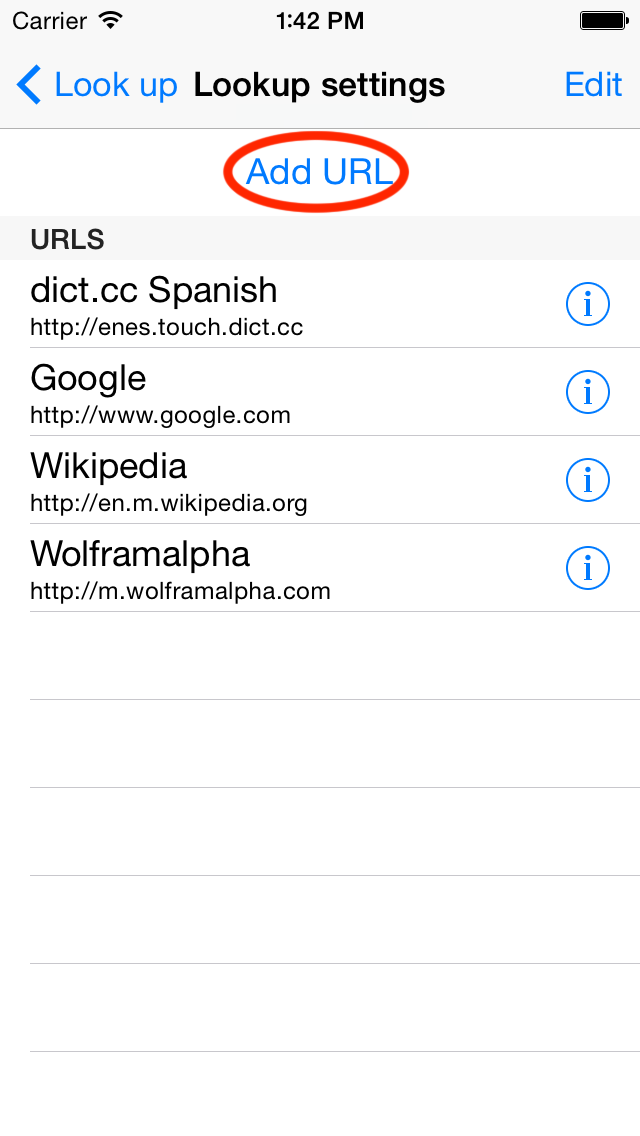 Carrier 1:42 PM
Look up Lookup settings Edit
Add URL
URLS
dict.cc Spanish
http://enes.touch.dict.cc
Google
http://www.google.com
Wikipedia
http://en.m.wikipedia.org
Wolframalpha
http://m.wolframalpha.com